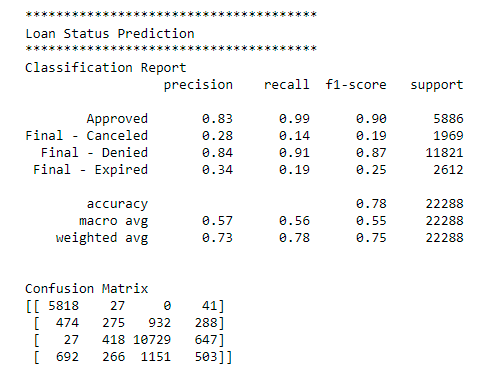 **************************************
Loan Status Prediction
**************************************
Classification Report
precision recall f1-score support
Approved 0.83 0.99 0.90 5886
Final - Canceled 0.28 0.14 0.19 1969
Final - Denied 0.84 0.91 0.87 11821
Final - Expired 0.34 0.19 0.25 2612
accuracy 0.78 22288
macro avg 0.57 0.56 0.55 22288
weighted avg 0.73 0.78 0.75 22288
Confusion Matrix
[[ 5818 27 0 41]
[ 474 275 932 288]
[ 27 418 10729 647]
[ 692 266 1151 503]]